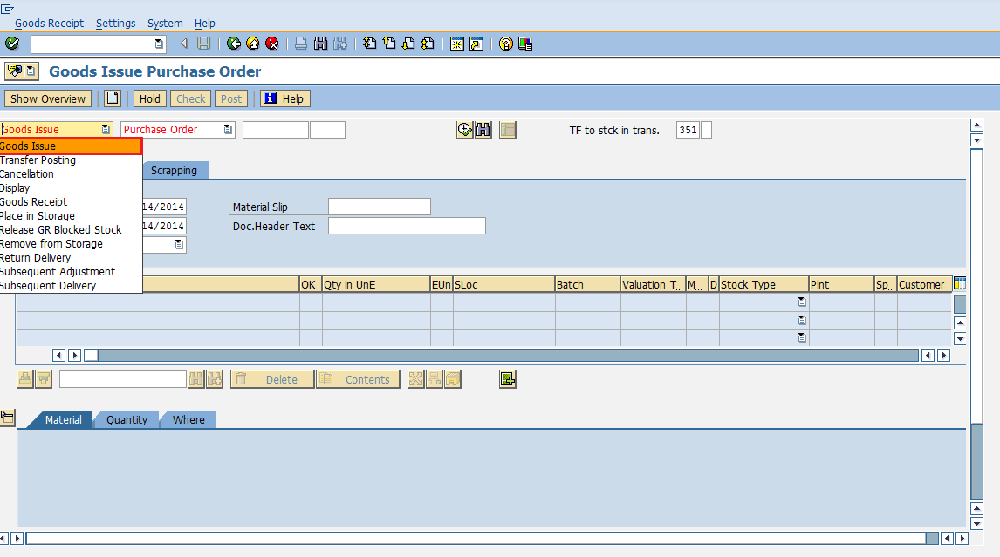 Goods Receipt Settings System Help
Goods Issue Purchase Order
Show Overview Hold Check Post Help
Goods Issue Purchase Order TF to stck in trans. 351
Goods Issue
Transfer Posting
Cancellation
Display
Goods Receipt
Place in Storage
Release GR Blocked Stock
Remove from Storage
Return Delivery
Subsequent Adjustment
Subsequent Delivery
Scrapping
14/2014 Material Slip
14/2014 Doc.Header Text
OK Qty in UnE EUn SLoc Batch Valuation T... M... D Stock Type Plnt Sp... Customer
Delete Contents
Material Quantity Where